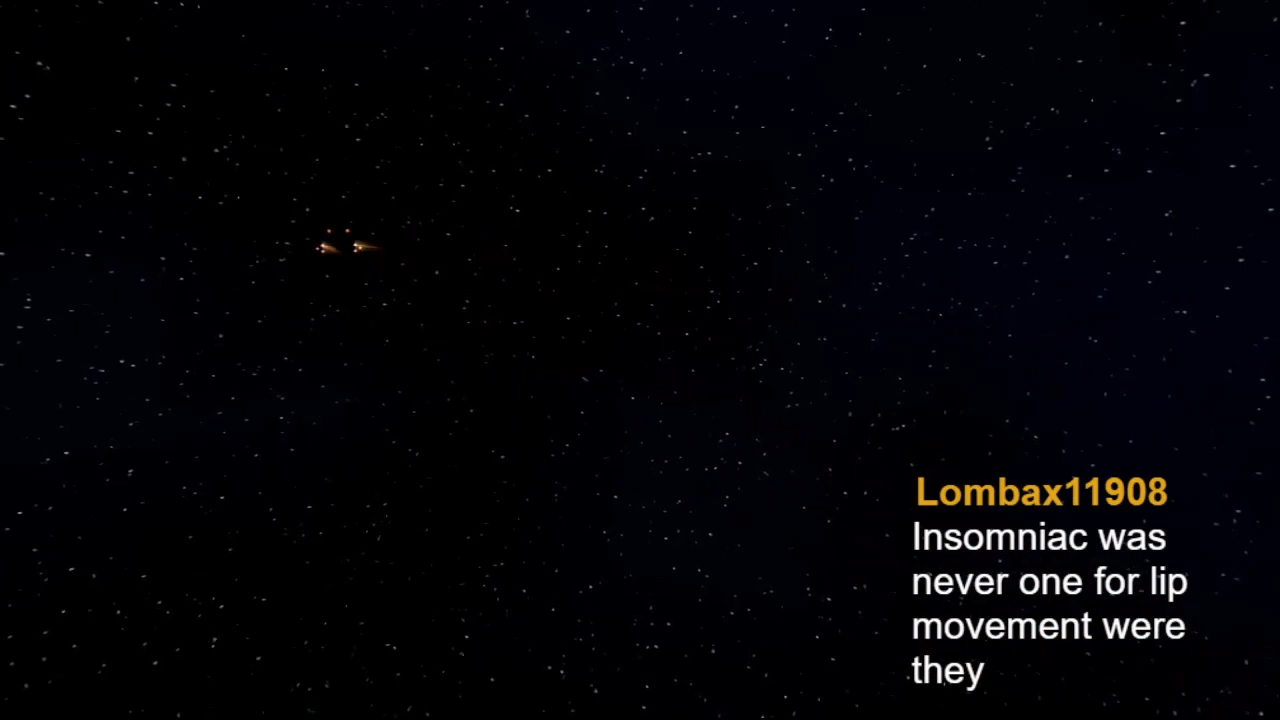 Lombax11908
Insomniac was
never one for lip
movement were
they